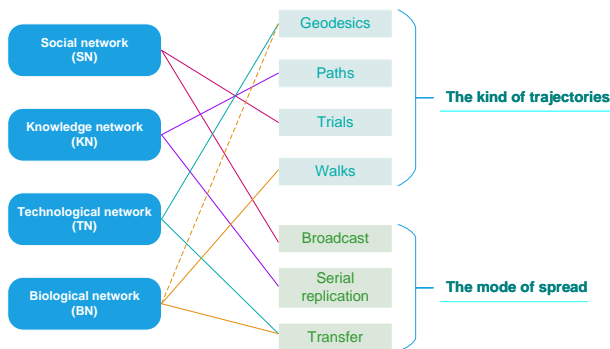 Social network
(SN)
Knowledge network
(KN)
Technological network
(TN)
Biological network
(BN)
Geodesics
Paths
Trials
Walks
Broadcast
Serial
replication
Transfer
The kind of trajectories
The mode of spread